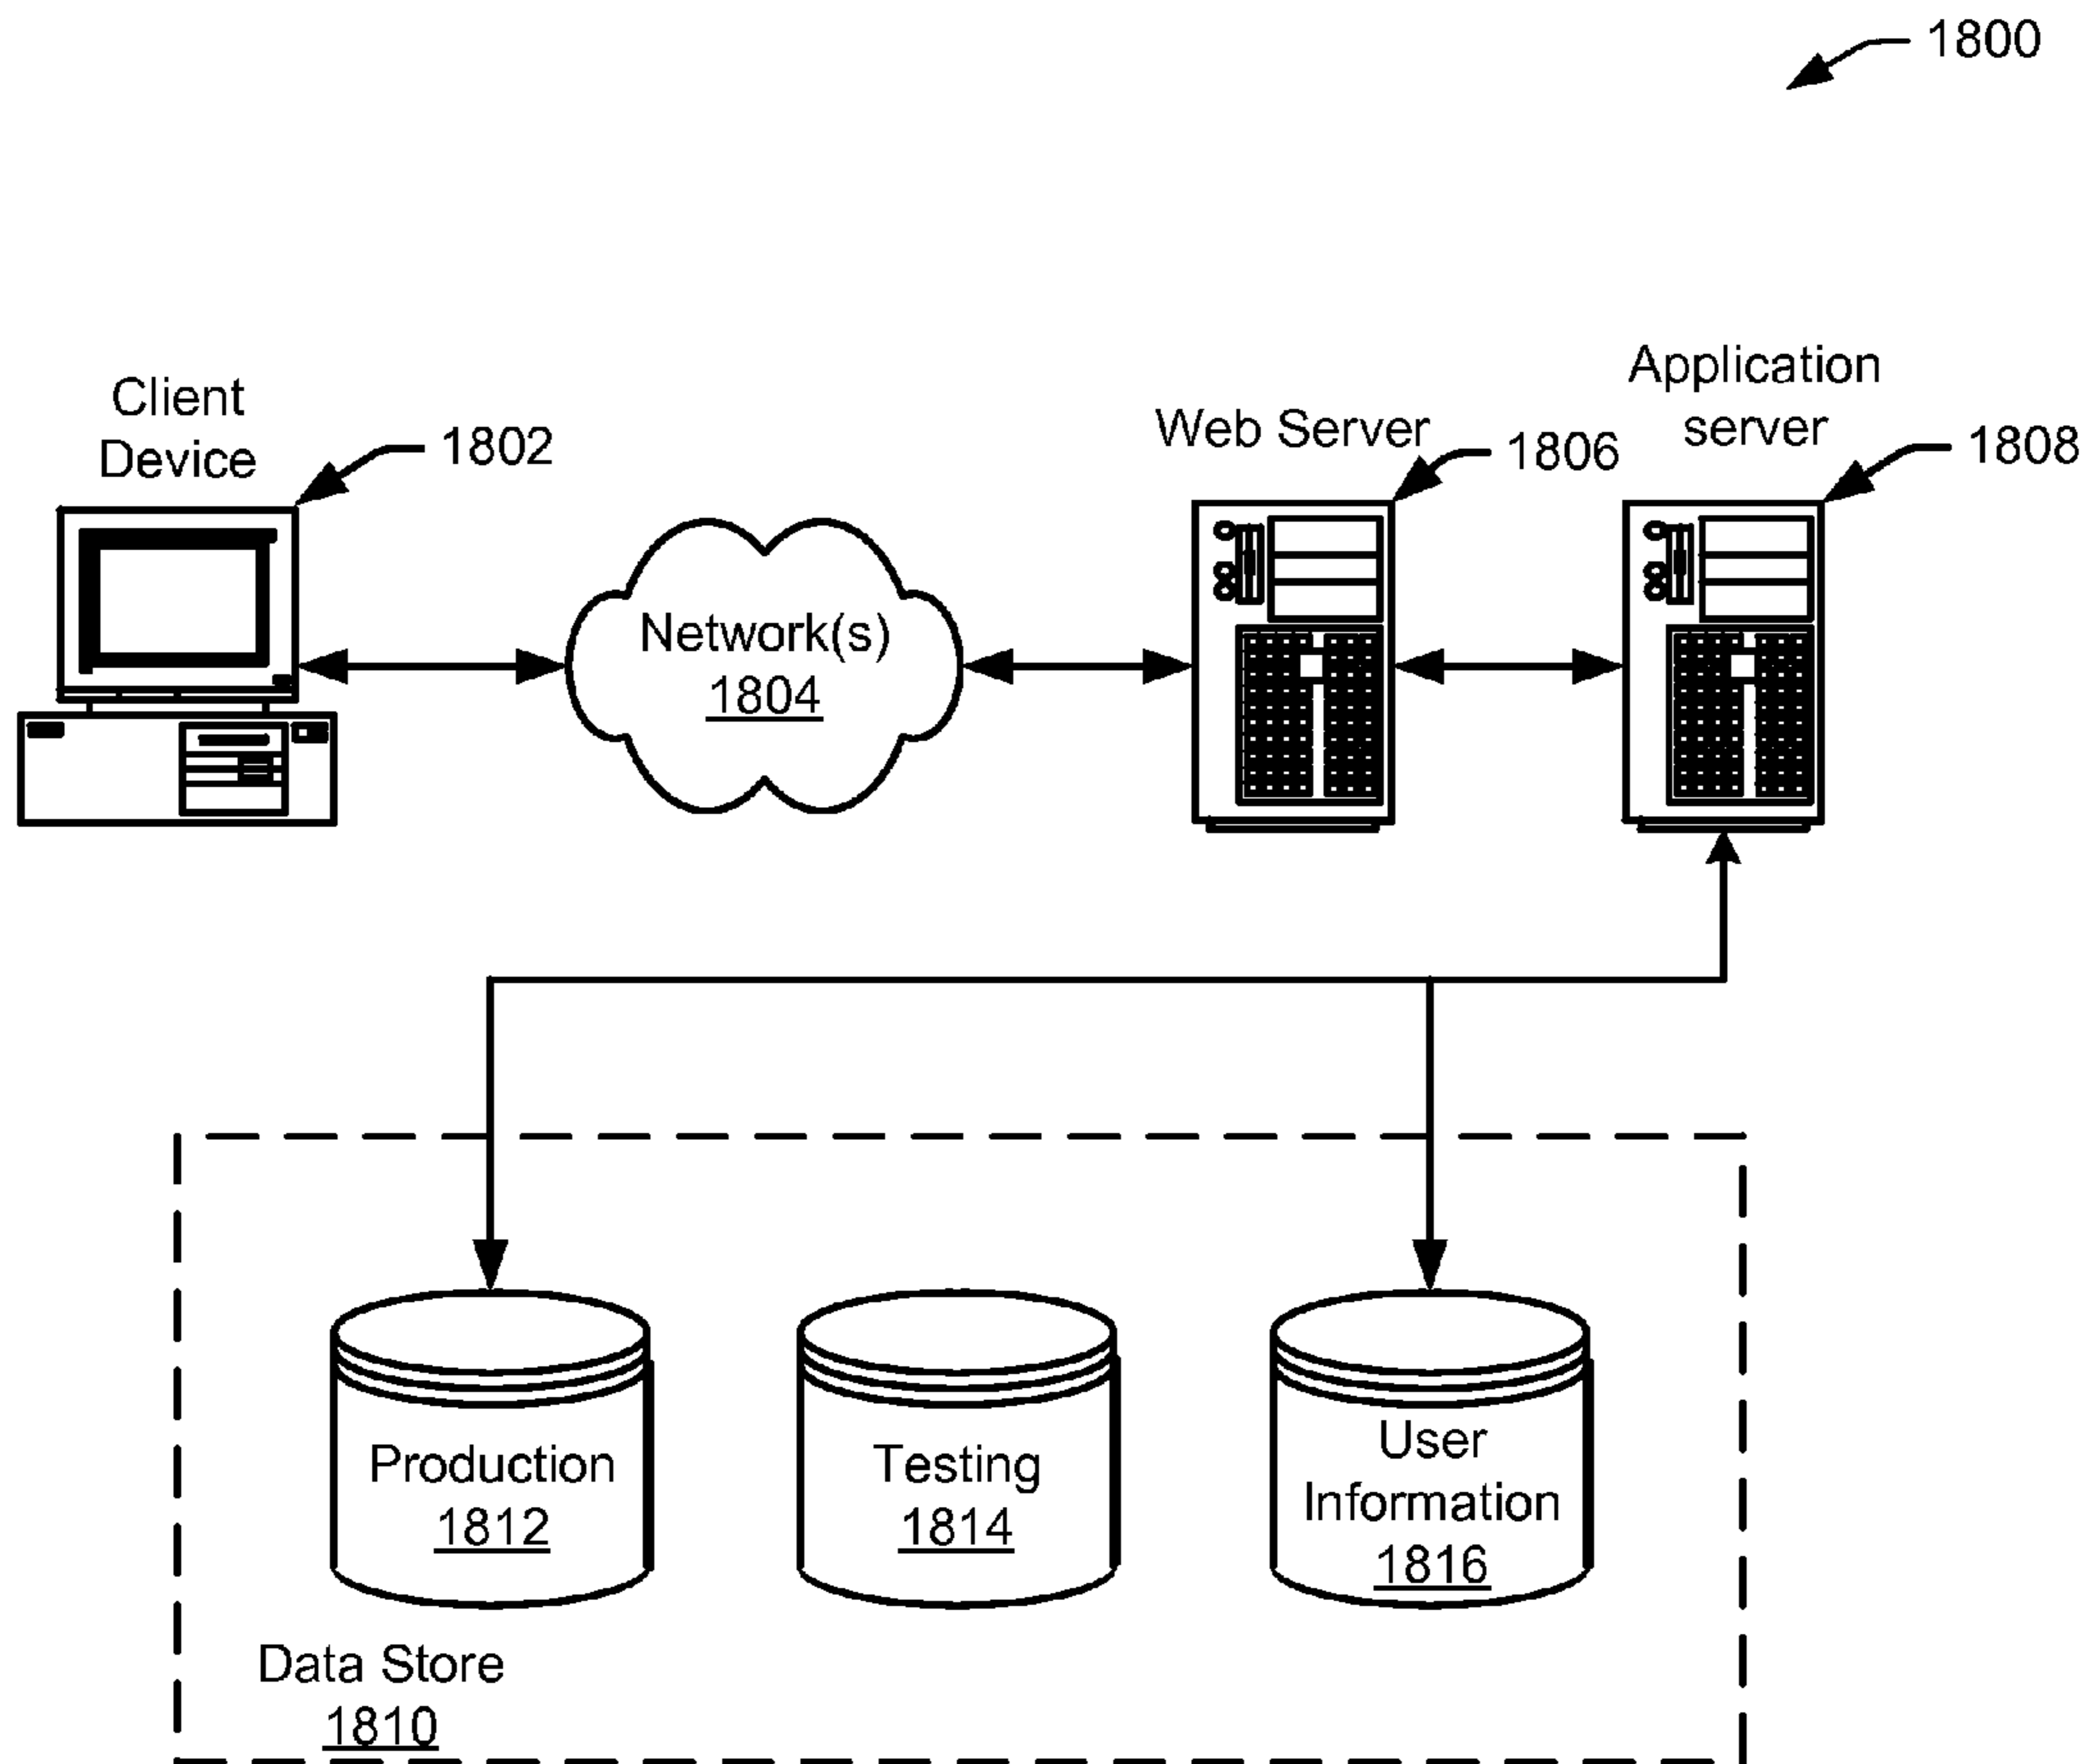 1800
Client
Device
1802
Network(s)
1804
Web Server
1806
Application
server
1808
Production
1812
Testing
1814
User
Information
1816
Data Store
1810